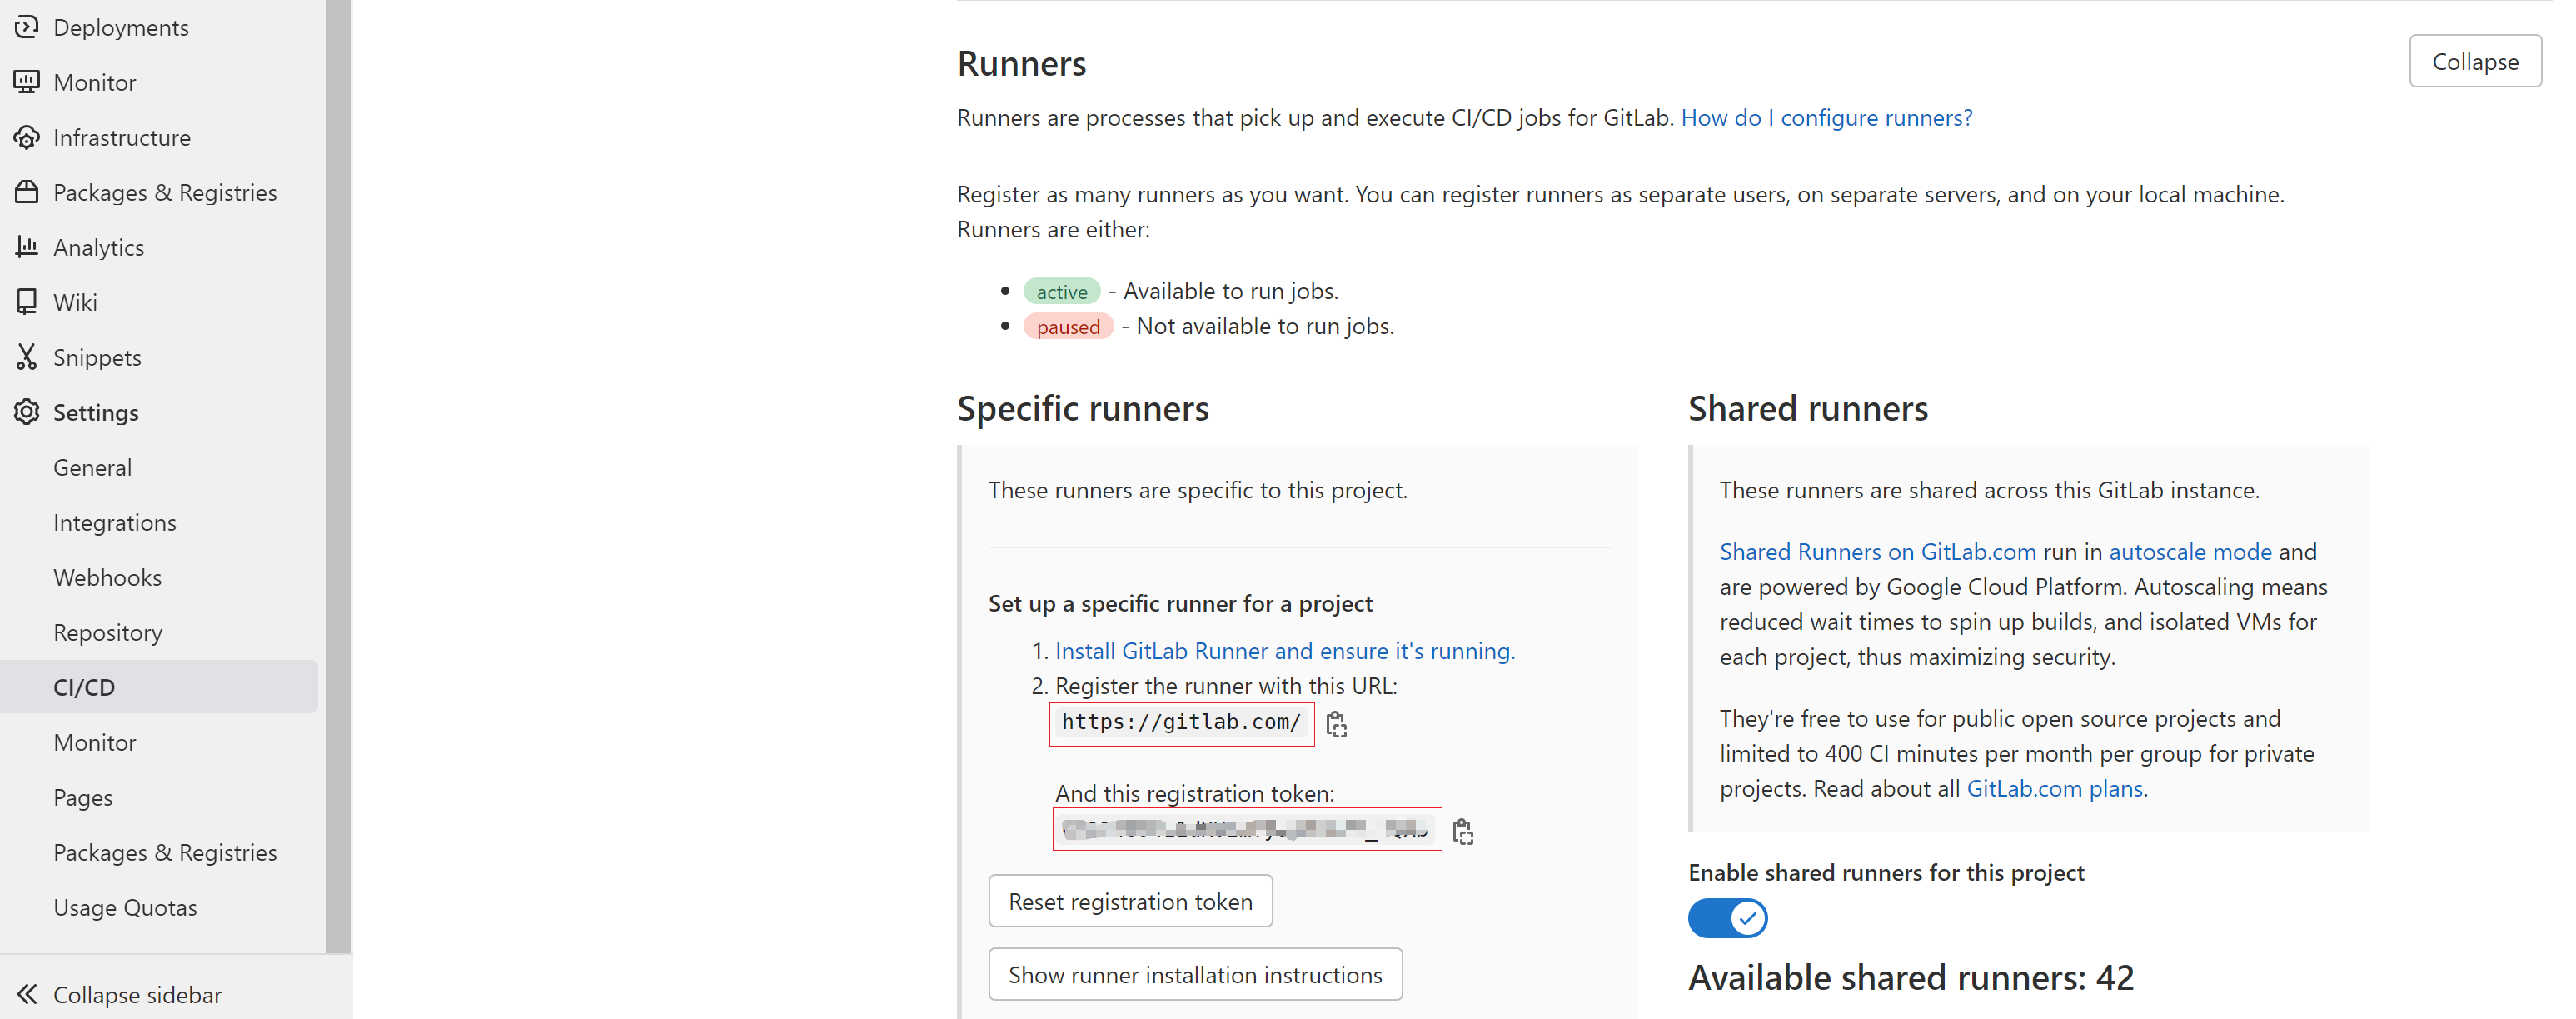 Deployments
Monitor
Infrastructure
Packages & Registries
Analytics
Wiki
Snippets
Settings
General
Integrations
Webhooks
Repository
CI/CD
Monitor
Pages
Packages & Registries
Usage Quotas
Collapse sidebar
Runners
Collapse
Runners are processes that pick up and execute CI/CD jobs for GitLab. How do I configure runners?
Register as many runners as you want. You can register runners as separate users, on separate servers, and on your local machine.
Runners are either:
active - Available to run jobs.
paused - Not available to run jobs.
Specific runners
These runners are specific to this project.
Set up a specific runner for a project
1. Install GitLab Runner and ensure it's running.
2. Register the runner with this URL:
https://gitlab.com/
And this registration token:
Reset registration token
Show runner installation instructions
Shared runners
These runners are shared across this GitLab instance.
Shared Runners on GitLab.com run in autoscale mode and
are powered by Google Cloud Platform. Autoscaling means
reduced wait times to spin up builds, and isolated VMs for
each project, thus maximizing security.
They're free to use for public open source projects and
limited to 400 CI minutes per month per group for private
projects. Read about all GitLab.com plans.
Enable shared runners for this project
Available shared runners: 42